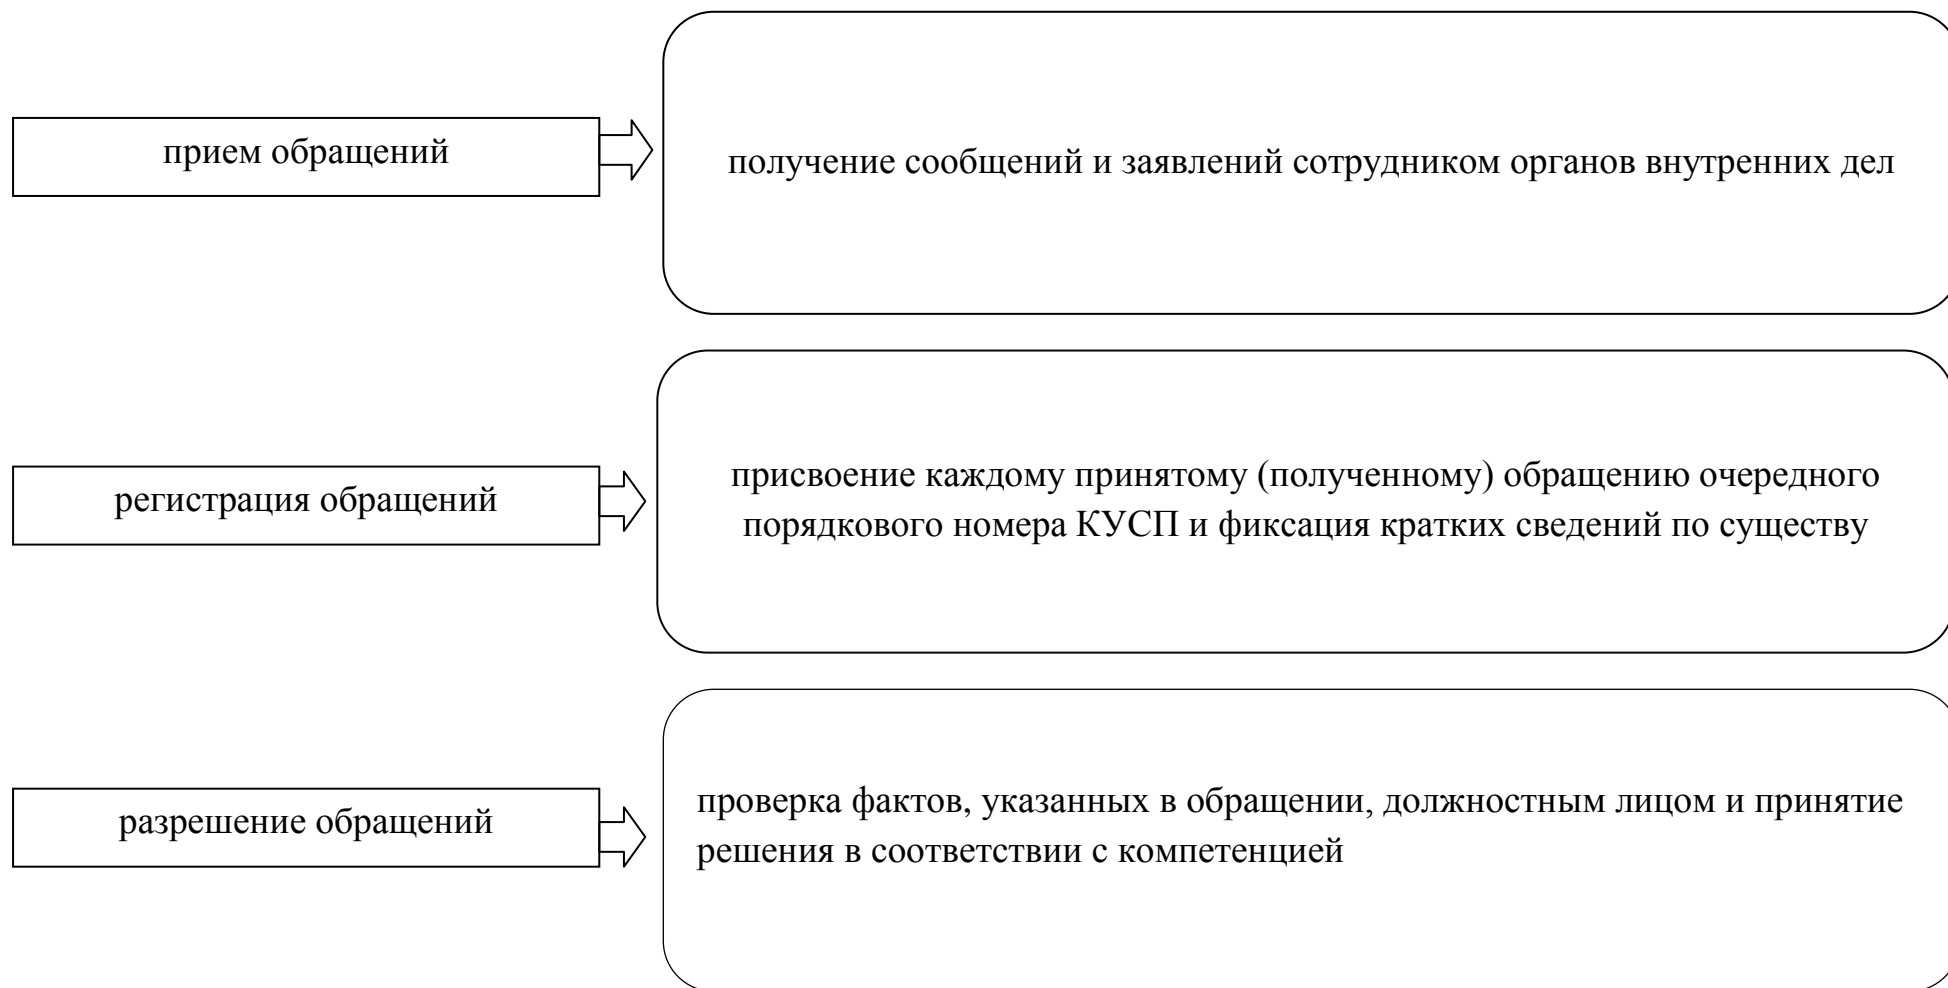 прием обращений
получение сообщений и заявлений сотрудником органов внутренних дел
регистрация обращений
присвоение каждому принятому (полученному) обращению очередного
порядкового номера КУСП и фиксация кратких сведений по существу
разрешение обращений
проверка фактов, указанных в обращении, должностным лицом и принятие
решения в соответствии с компетенцией